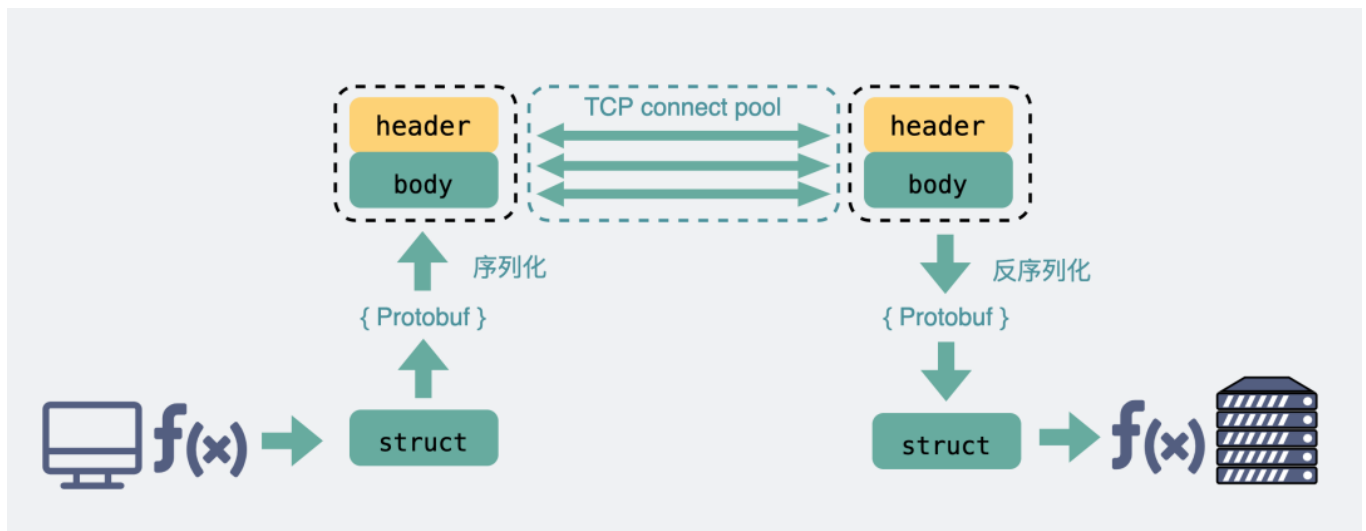 TCP connect pool
header
header
body
body
序列化
反序列化
{ Protobuf }
{ Protobuf }
f(x)
struct
struct
f(x)